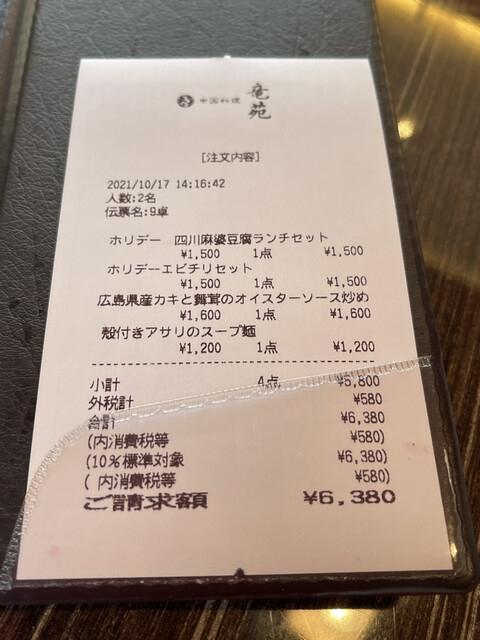 中国料理 竜苑
[注文内容]
2021/10/17 14:16:42
人数:2名
伝票名:9卓
ホリデー 四川麻婆豆腐ランチセット
¥1,500 1点 ¥1,500
ホリデーエビチリセット
¥1,500 1点 ¥1,500
広島県産カキと舞茸のオイスターソース炒め
¥1,600 1点 ¥1,600
殻付きアサリのスープ麺
¥1,200 1点 ¥1,200
小計 4点 ¥5,800
外税計 ¥580
合計 ¥6,380
(内消費税等 ¥580)
(10%標準対象 ¥6,380)
( 内消費税等 ¥580)
ご請求額 ¥6,380